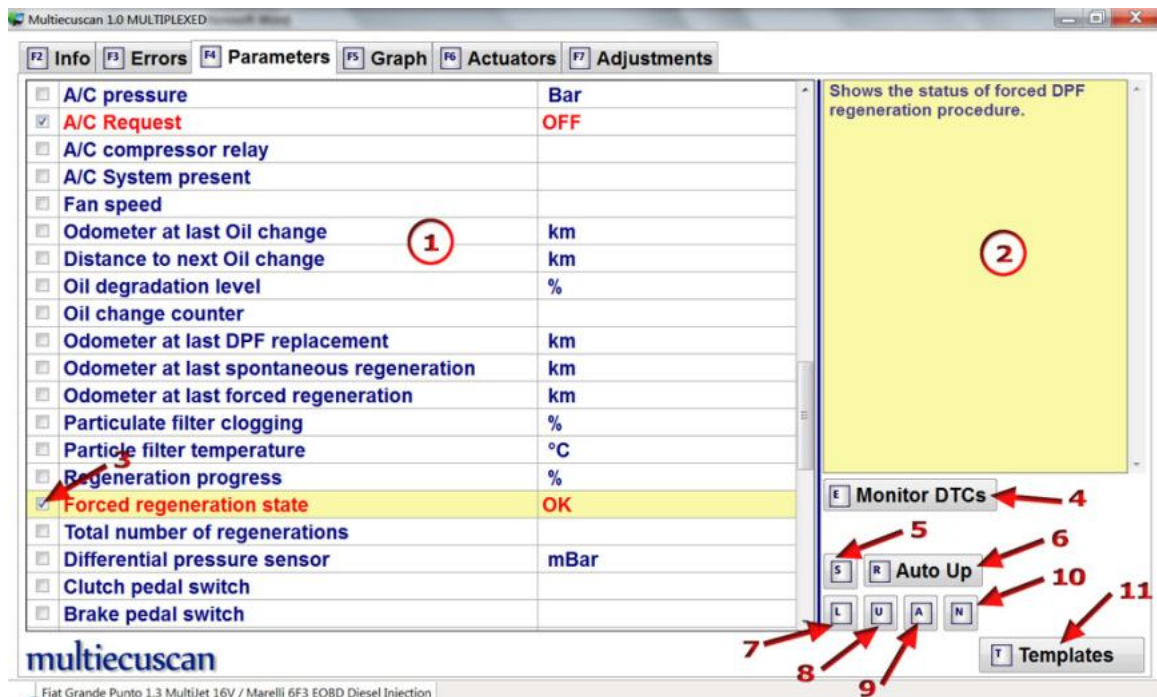 Multiecuscan 1.0 MULTIPLEXED
F2 Info F3 Errors F4 Parameters F5 Graph F6 Actuators F7 Adjustments
A/C pressure Bar
A/C Request OFF
A/C compressor relay
A/C System present
Fan speed
Odometer at last Oil change km
Distance to next Oil change km
Oil degradation level %
Oil change counter
Odometer at last DPF replacement km
Odometer at last spontaneous regeneration km
Odometer at last forced regeneration km
Particulate filter clogging %
Particle filter temperature °C
Regeneration progress %
Forced regeneration state OK
Total number of regenerations
Differential pressure sensor mBar
Clutch pedal switch
Brake pedal switch
1
3
Shows the status of forced DPF
regeneration procedure.
2
E Monitor DTCs 4
5
6
S R Auto Up
10
11
L U A N
7
8
9
T Templates
multiecuscan
Fiat Grande Punto 1.3 MultiJet 16V / Marelli 6F3 EOBD Diesel Injection